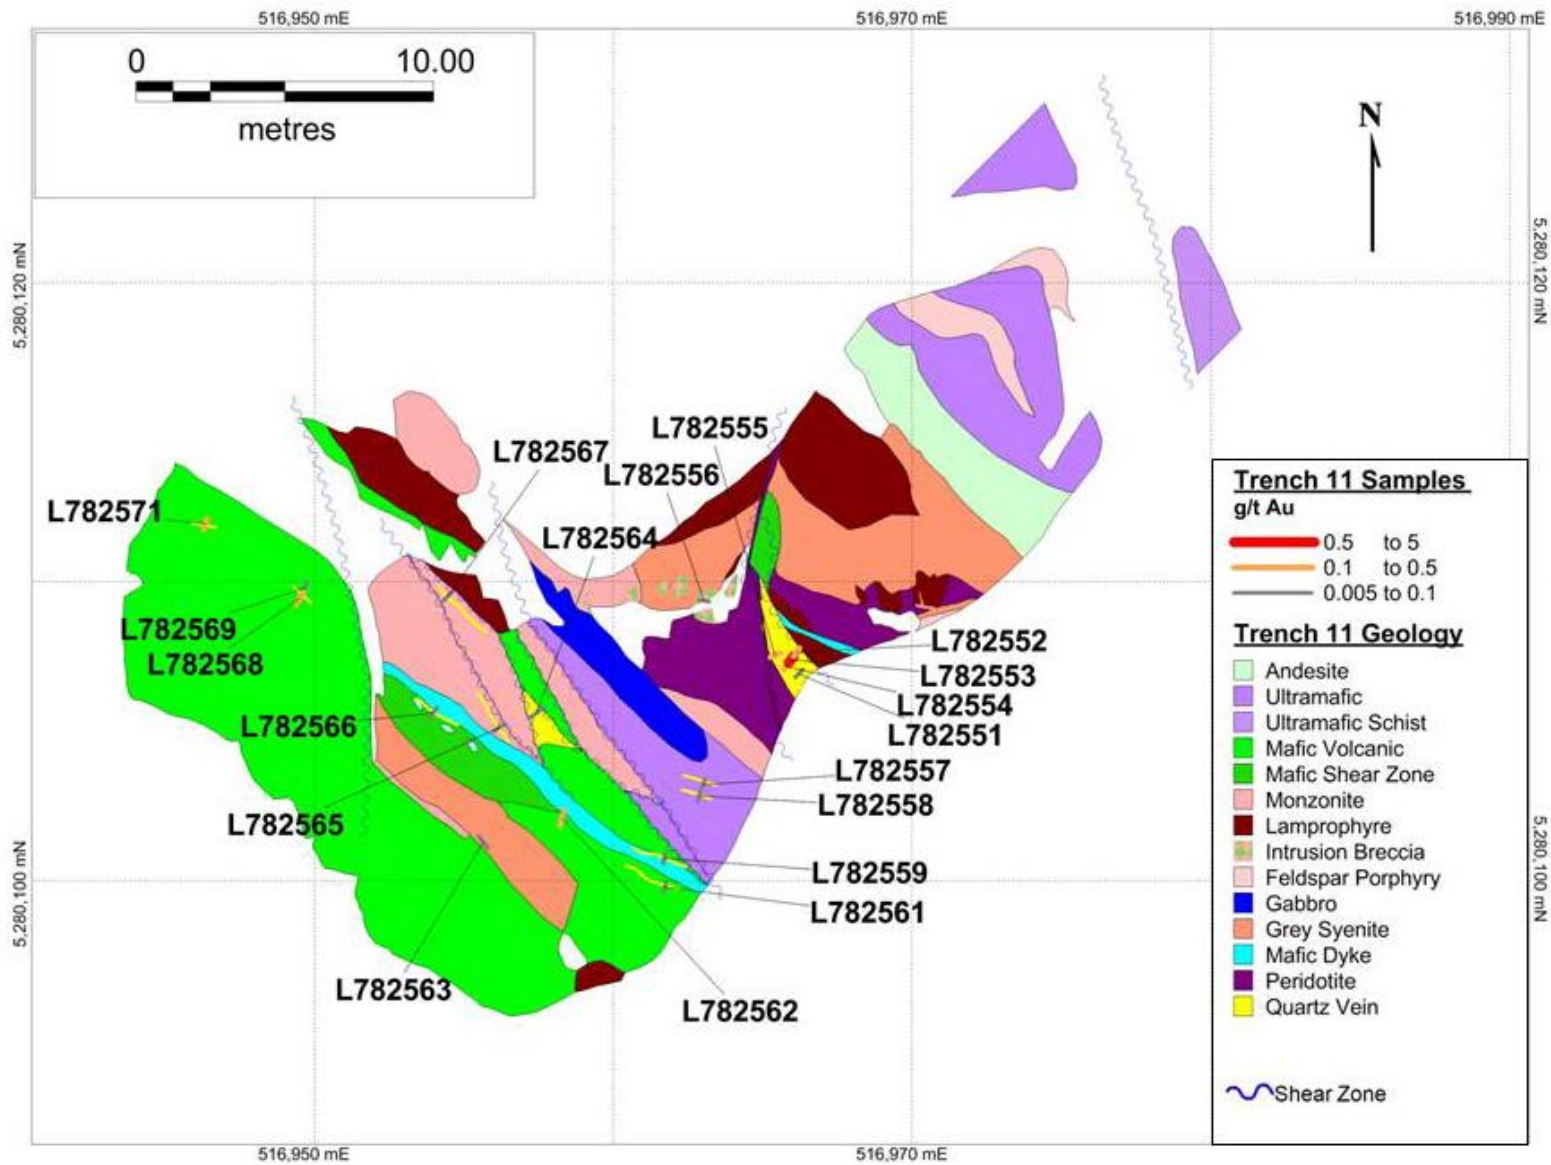 516,950 mE
516,970 mE
516,990 mE
0 10.00
metres
N
5,280,120 mN
5,280,120 mN
L782555
L782567
L782556
L782571
L782564
L782569
L782568
L782552
L782553
L782554
L782566
L782551
L782557
L782558
L782565
L782559
L782561
L782563
L782562
5,280,100 mN
5,280,100 mN
Trench 11 Samples
g/t Au
0.5 to 5
0.1 to 0.5
0.005 to 0.1
Trench 11 Geology
Andesite
Ultramafic
Ultramafic Schist
Mafic Volcanic
Mafic Shear Zone
Monzonite
Lamprophyre
Intrusion Breccia
Feldspar Porphyry
Gabbro
Grey Syenite
Mafic Dyke
Peridotite
Quartz Vein
Shear Zone
516,950 mE
516,970 mE